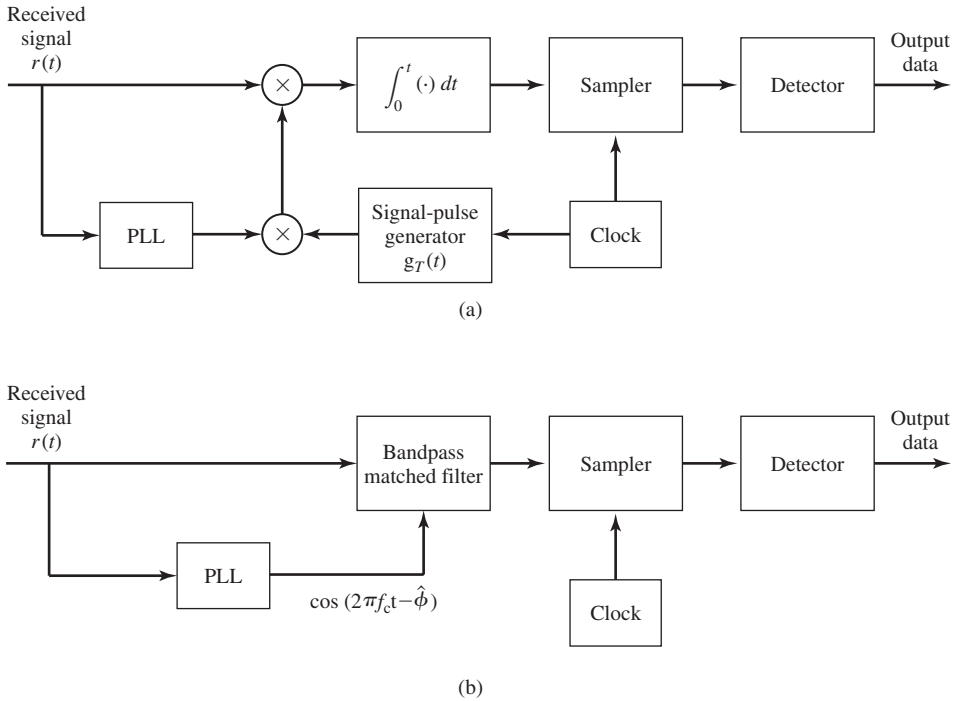 Received
signal
r(t)
∫₀ᵗ (·) dt
Sampler
Detector
Output
data
PLL
Signal-pulse
generator
g_T(t)
Clock
(a)
Received
signal
r(t)
Bandpass
matched filter
Sampler
Detector
Output
data
PLL
cos (2πf_ct−φ̂)
Clock
(b)